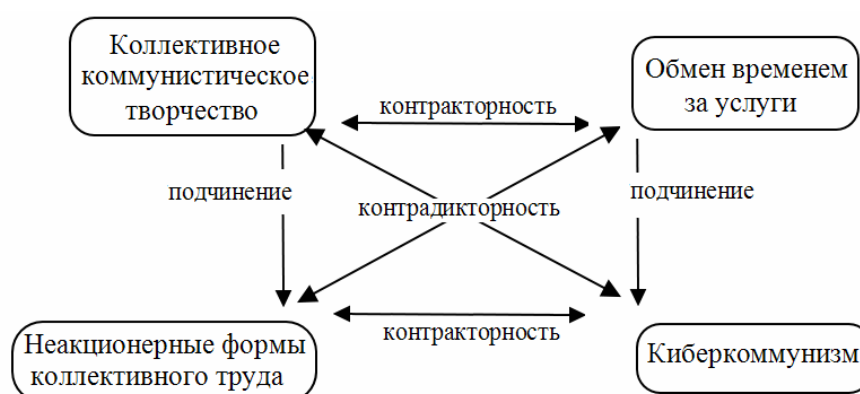 Коллективное
коммунистическое
творчество
Обмен временем
за услуги
контракторность
подчинение
контрадикторность
подчинение
контракторность
Неакционерные формы
коллективного труда
Киберкоммунизм